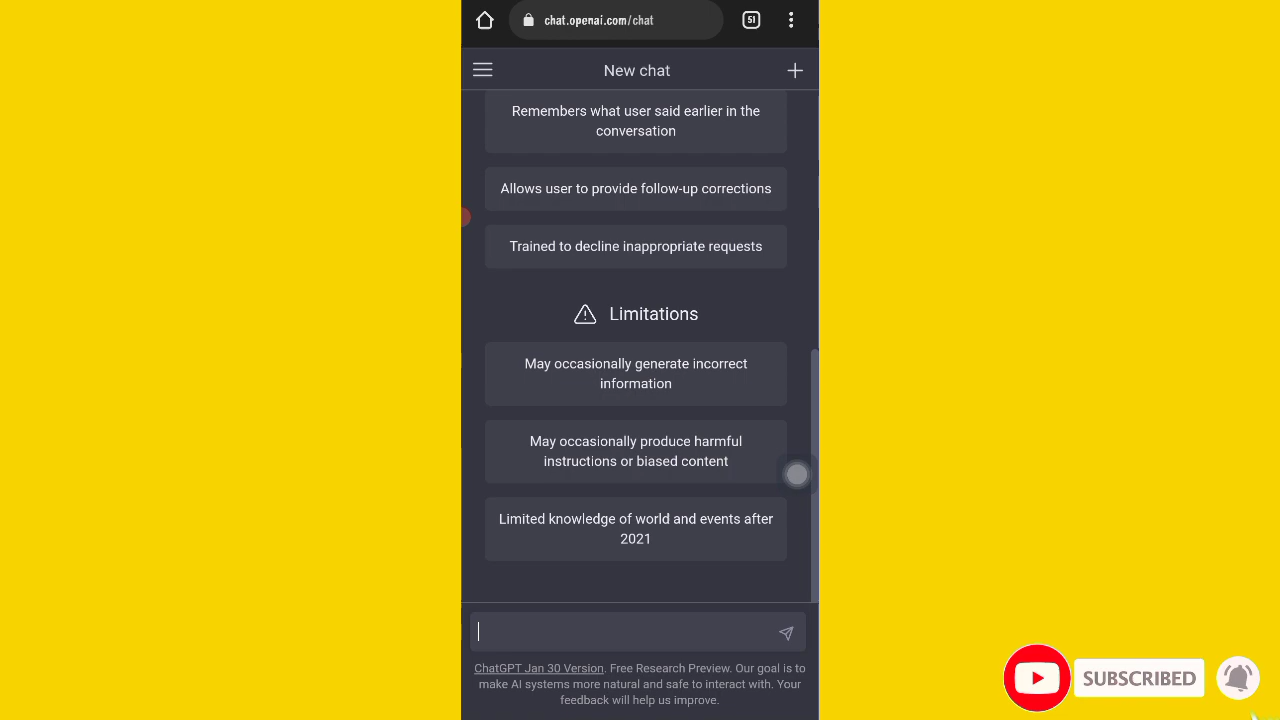 chat.openai.com/chat
51
New chat
Remembers what user said earlier in the
conversation
Allows user to provide follow-up corrections
Trained to decline inappropriate requests
Limitations
May occasionally generate incorrect
information
May occasionally produce harmful
instructions or biased content
Limited knowledge of world and events after
2021
ChatGPT Jan 30 Version. Free Research Preview. Our goal is to
make AI systems more natural and safe to interact with. Your
feedback will help us improve.
SUBSCRIBED